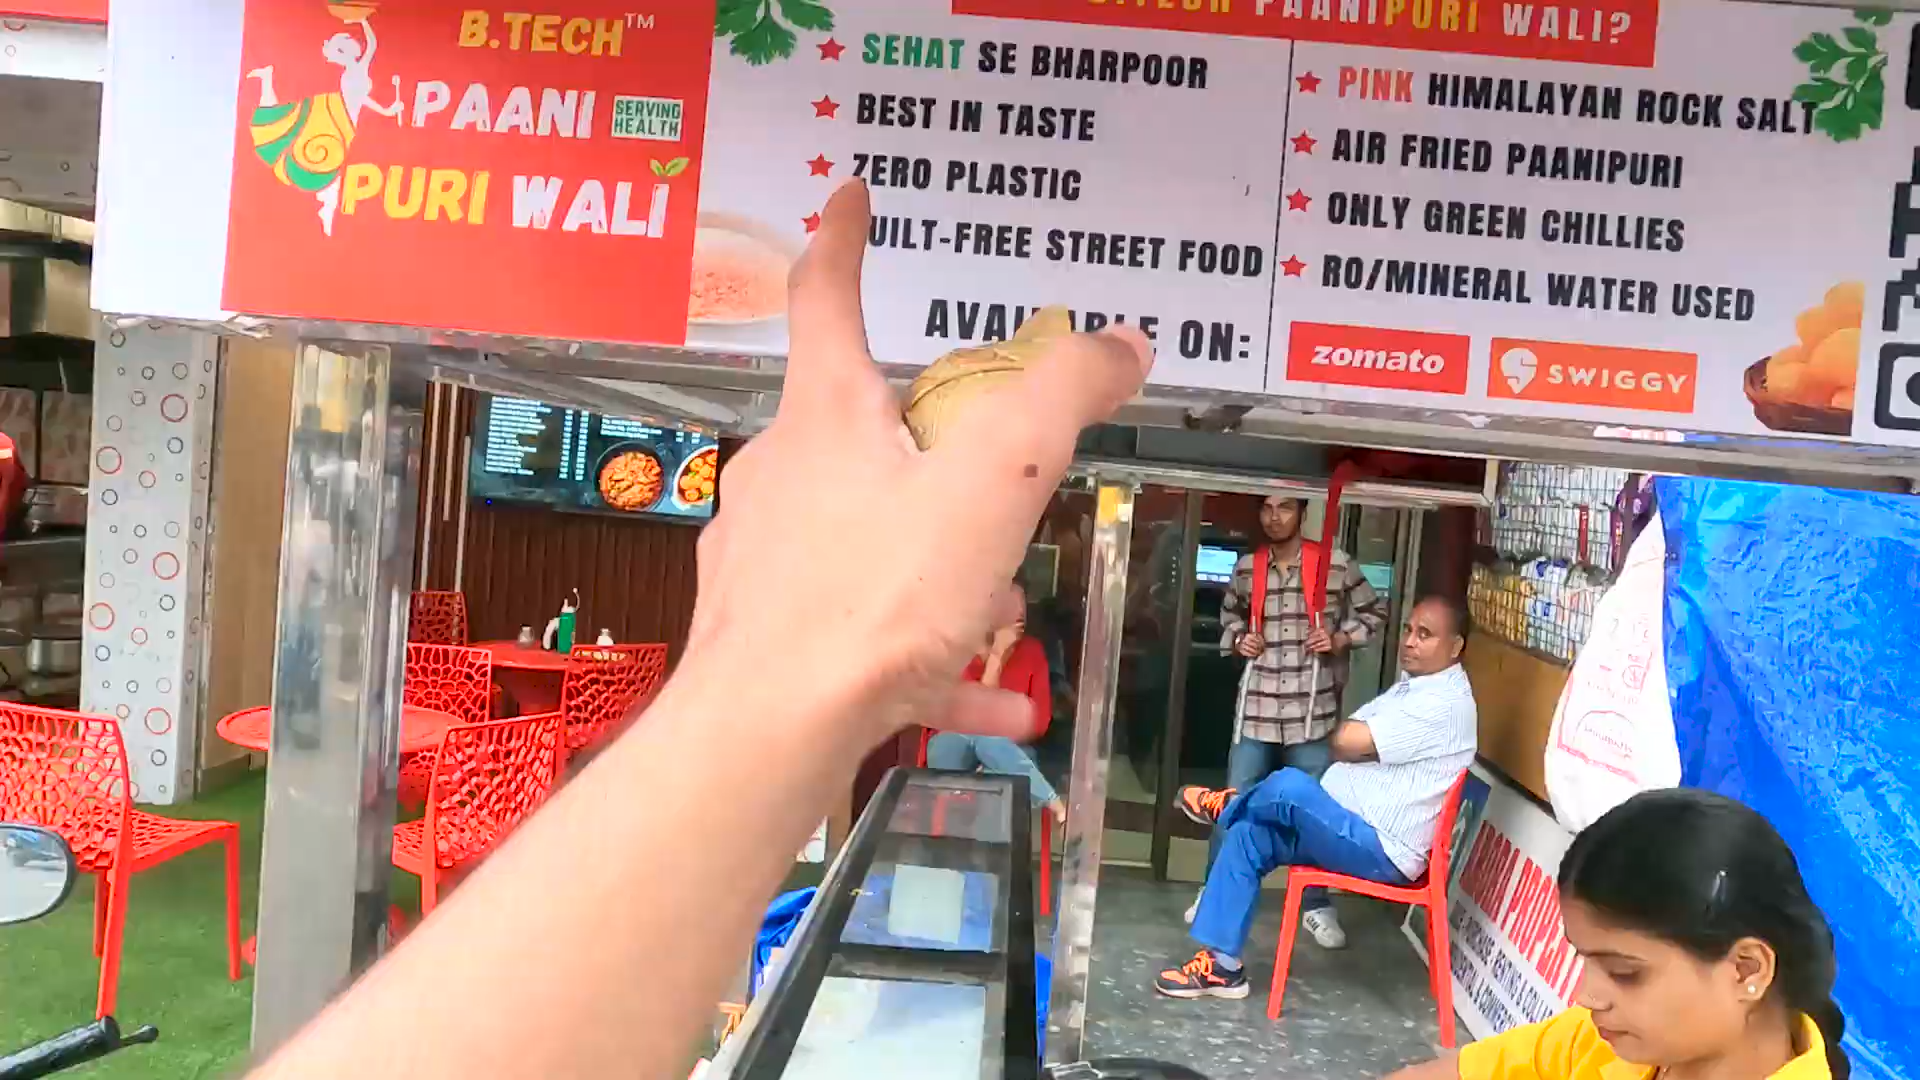 B.TECH™
PAANI
SERVING
HEALTH
PURI WALI
PAANIPURI WALI?
SEHAT SE BHARPOOR
BEST IN TASTE
ZERO PLASTIC
UILT-FREE STREET FOOD
ON:
PINK HIMALAYAN ROCK SALT
AIR FRIED PAANIPURI
ONLY GREEN CHILLIES
RO/MINERAL WATER USED
zomato
SWIGGY